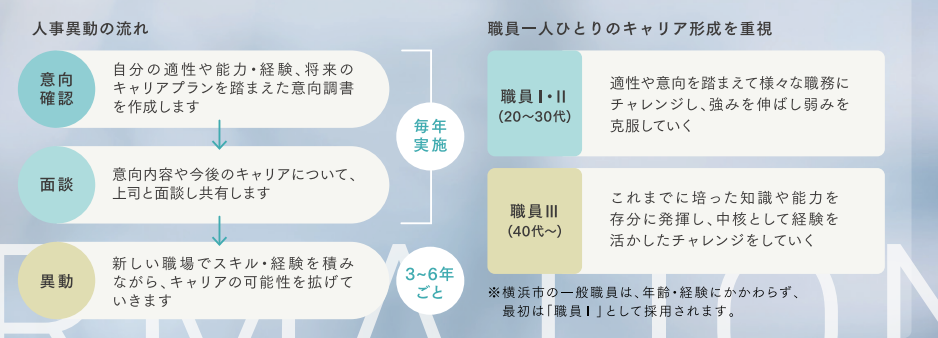 人事異動の流れ
意向
確認
自分の適性や能力・経験、将来の
キャリアプランを踏まえた意向調書
を作成します
面談
意向内容や今後のキャリアについて、
上司と面談し共有します
毎年
実施
異動
新しい職場でスキル・経験を積み
ながら、キャリアの可能性を拡げて
いきます
3~6年
ごと
職員一人ひとりのキャリア形成を重視
職員Ⅰ・Ⅱ
(20~30代)
適性や意向を踏まえて様々な職務に
チャレンジし、強みを伸ばし弱みを
克服していく
職員Ⅲ
(40代~)
これまでに培った知識や能力を
存分に発揮し、中核として経験を
活かしたチャレンジをしていく
※横浜市の一般職員は、年齢・経験にかかわらず、
最初は「職員Ⅰ」として採用されます。
RMATION